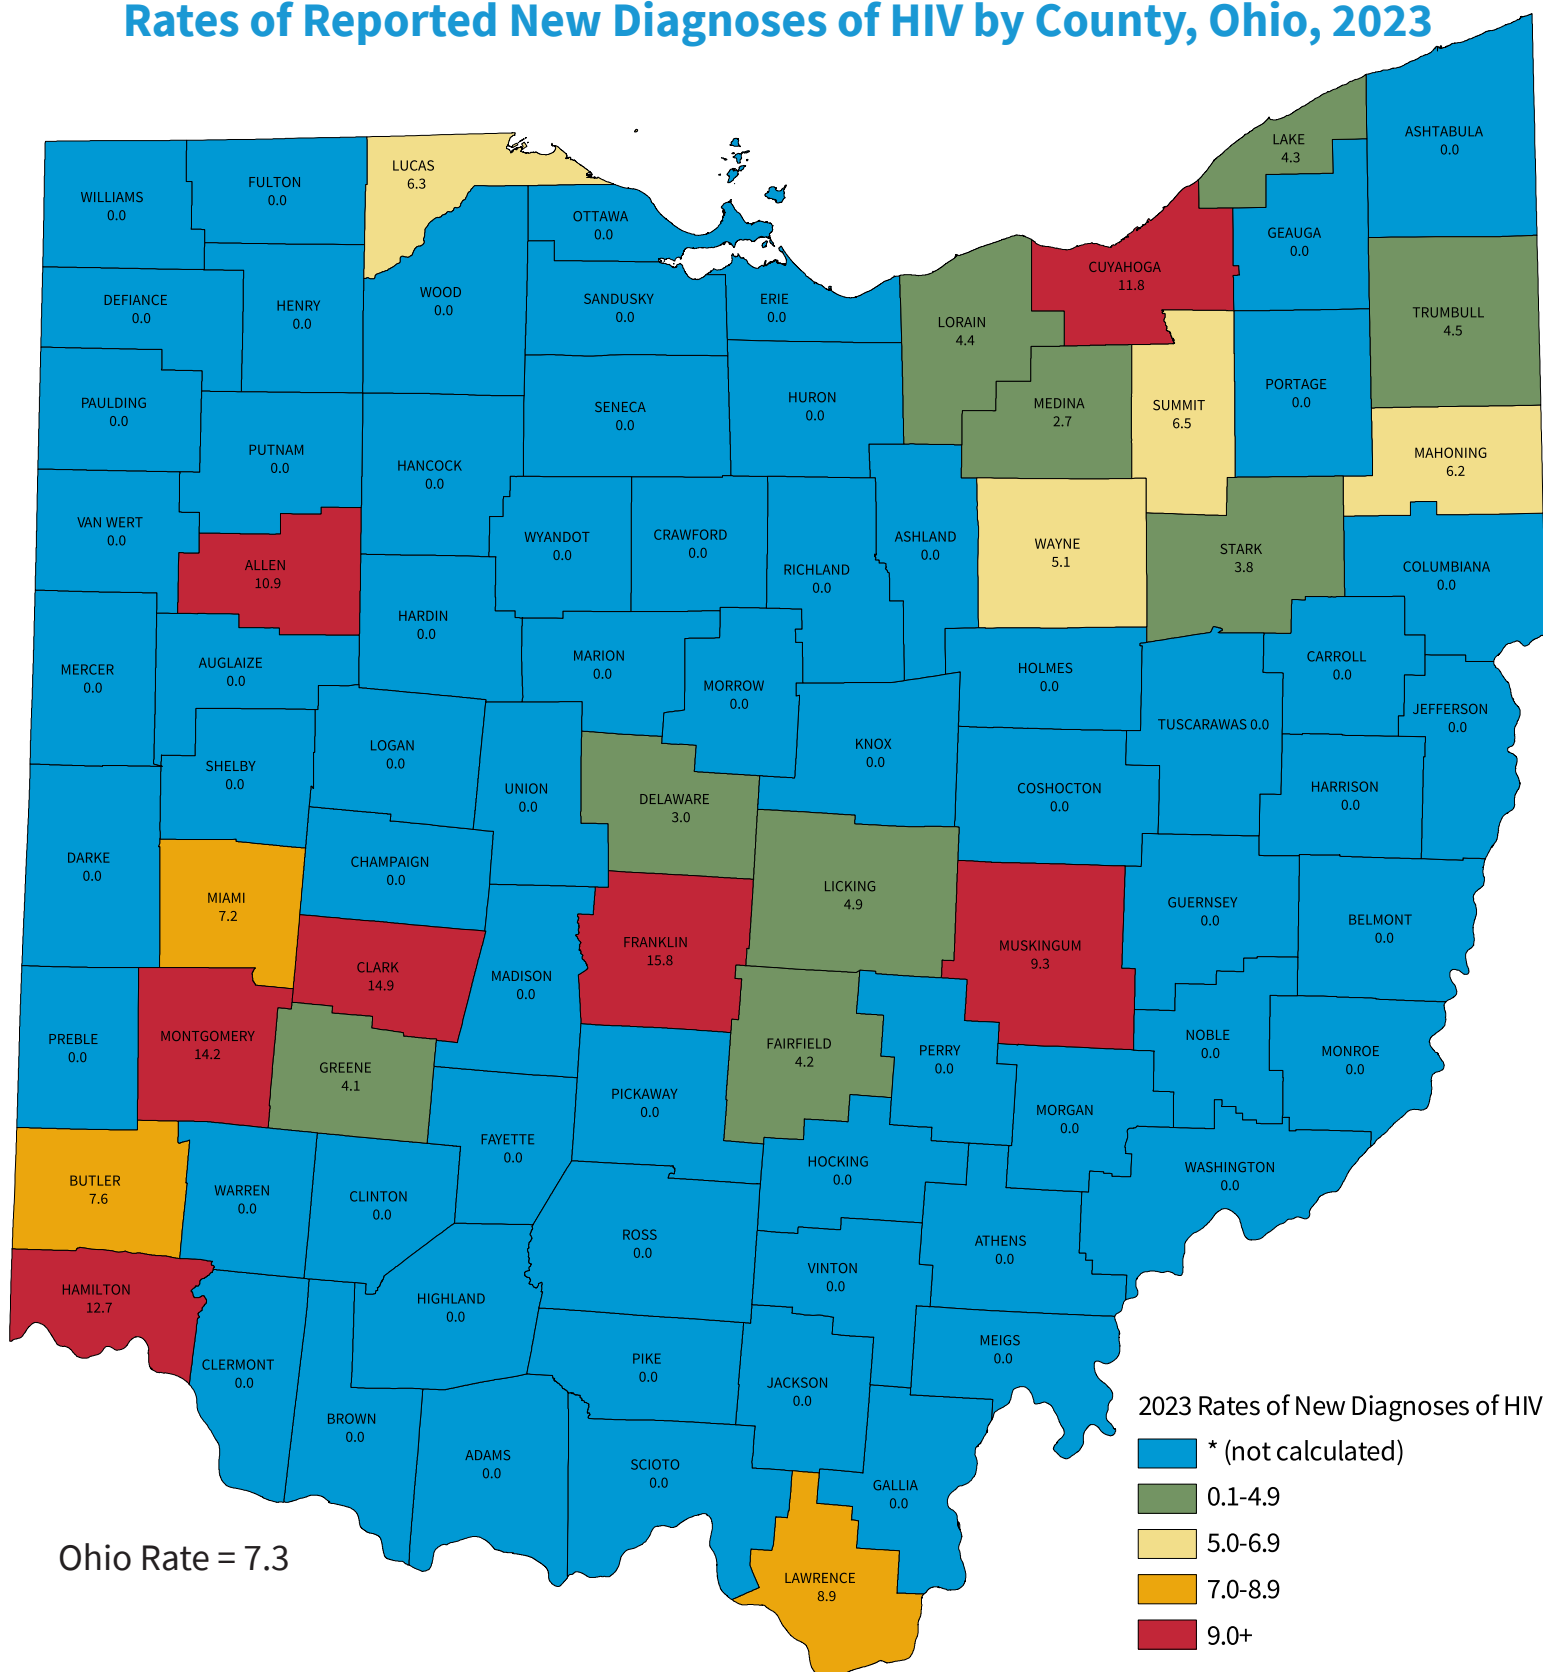 Rates of Reported New Diagnoses of HIV by County, Ohio, 2023
ASHTABULA
0.0
LAKE
4.3
LUCAS
6.3
FULTON
0.0
WILLIAMS
0.0
OTTAWA
0.0
GEAUGA
0.0
CUYAHOGA
11.8
WOOD
0.0
DEFIANCE
0.0
HENRY
0.0
SANDUSKY
0.0
ERIE
0.0
LORAIN
4.4
TRUMBULL
4.5
PORTAGE
0.0
PAULDING
0.0
SENECA
0.0
HURON
0.0
MEDINA
2.7
SUMMIT
6.5
PUTNAM
0.0
HANCOCK
0.0
MAHONING
6.2
VAN WERT
0.0
WYANDOT
0.0
CRAWFORD
0.0
ASHLAND
0.0
WAYNE
5.1
STARK
3.8
ALLEN
10.9
RICHLAND
0.0
COLUMBIANA
0.0
HARDIN
0.0
MERCER
0.0
AUGLAIZE
0.0
MARION
0.0
MORROW
0.0
HOLMES
0.0
CARROLL
0.0
JEFFERSON
0.0
TUSCARAWAS 0.0
LOGAN
0.0
KNOX
0.0
SHELBY
0.0
UNION
0.0
DELAWARE
3.0
COSHOCTON
0.0
HARRISON
0.0
DARKE
0.0
CHAMPAIGN
0.0
MIAMI
7.2
LICKING
4.9
GUERNSEY
0.0
BELMONT
0.0
FRANKLIN
15.8
MUSKINGUM
9.3
CLARK
14.9
MADISON
0.0
PREBLE
0.0
MONTGOMERY
14.2
GREENE
4.1
FAIRFIELD
4.2
PERRY
0.0
NOBLE
0.0
MONROE
0.0
PICKAWAY
0.0
MORGAN
0.0
FAYETTE
0.0
HOCKING
0.0
WASHINGTON
0.0
BUTLER
7.6
WARREN
0.0
CLINTON
0.0
ROSS
0.0
ATHENS
0.0
VINTON
0.0
HAMILTON
12.7
HIGHLAND
0.0
CLERMONT
0.0
PIKE
0.0
MEIGS
0.0
JACKSON
0.0
BROWN
0.0
ADAMS
0.0
SCIOTO
0.0
GALLIA
0.0
LAWRENCE
8.9
Ohio Rate = 7.3
2023 Rates of New Diagnoses of HIV
* (not calculated)
0.1-4.9
5.0-6.9
7.0-8.9
9.0+